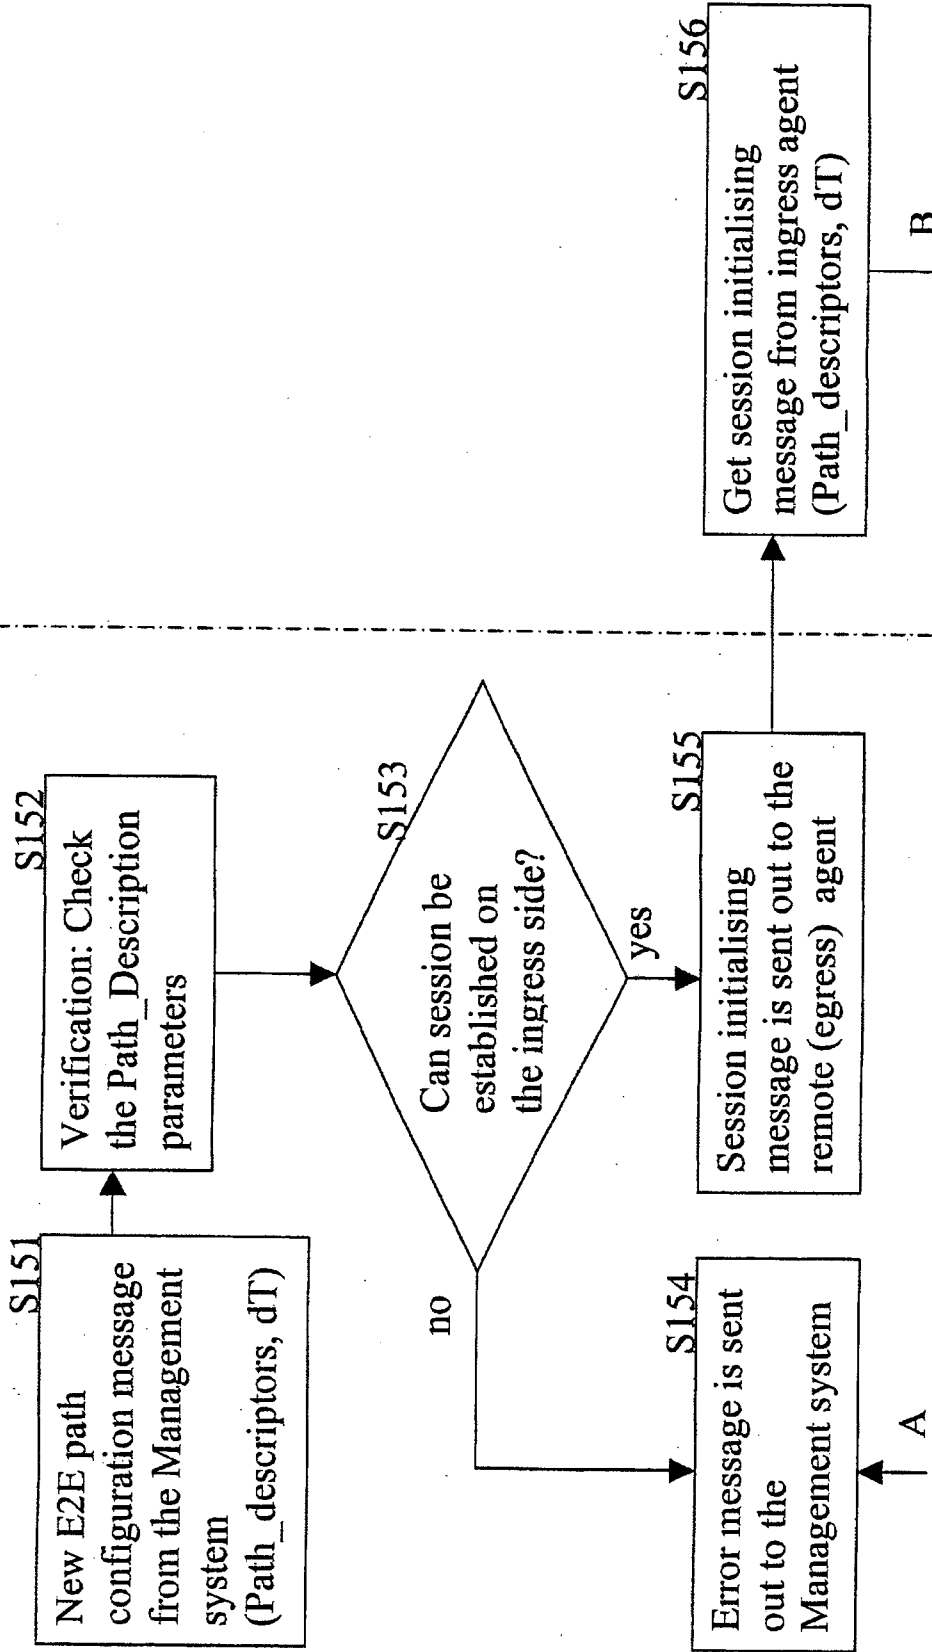 S151
New E2E path
configuration message
from the Management
system
(Path_descriptors, dT)
S152
Verification: Check
the Path_Description
parameters
S153
Can session be
established on
the ingress side?
no
yes
S154
Error message is sent
out to the
Management system
A
S155
Session initialising
message is sent out to the
remote (egress) agent
S156
Get session initialising
message from ingress agent
(Path_descriptors, dT)
B